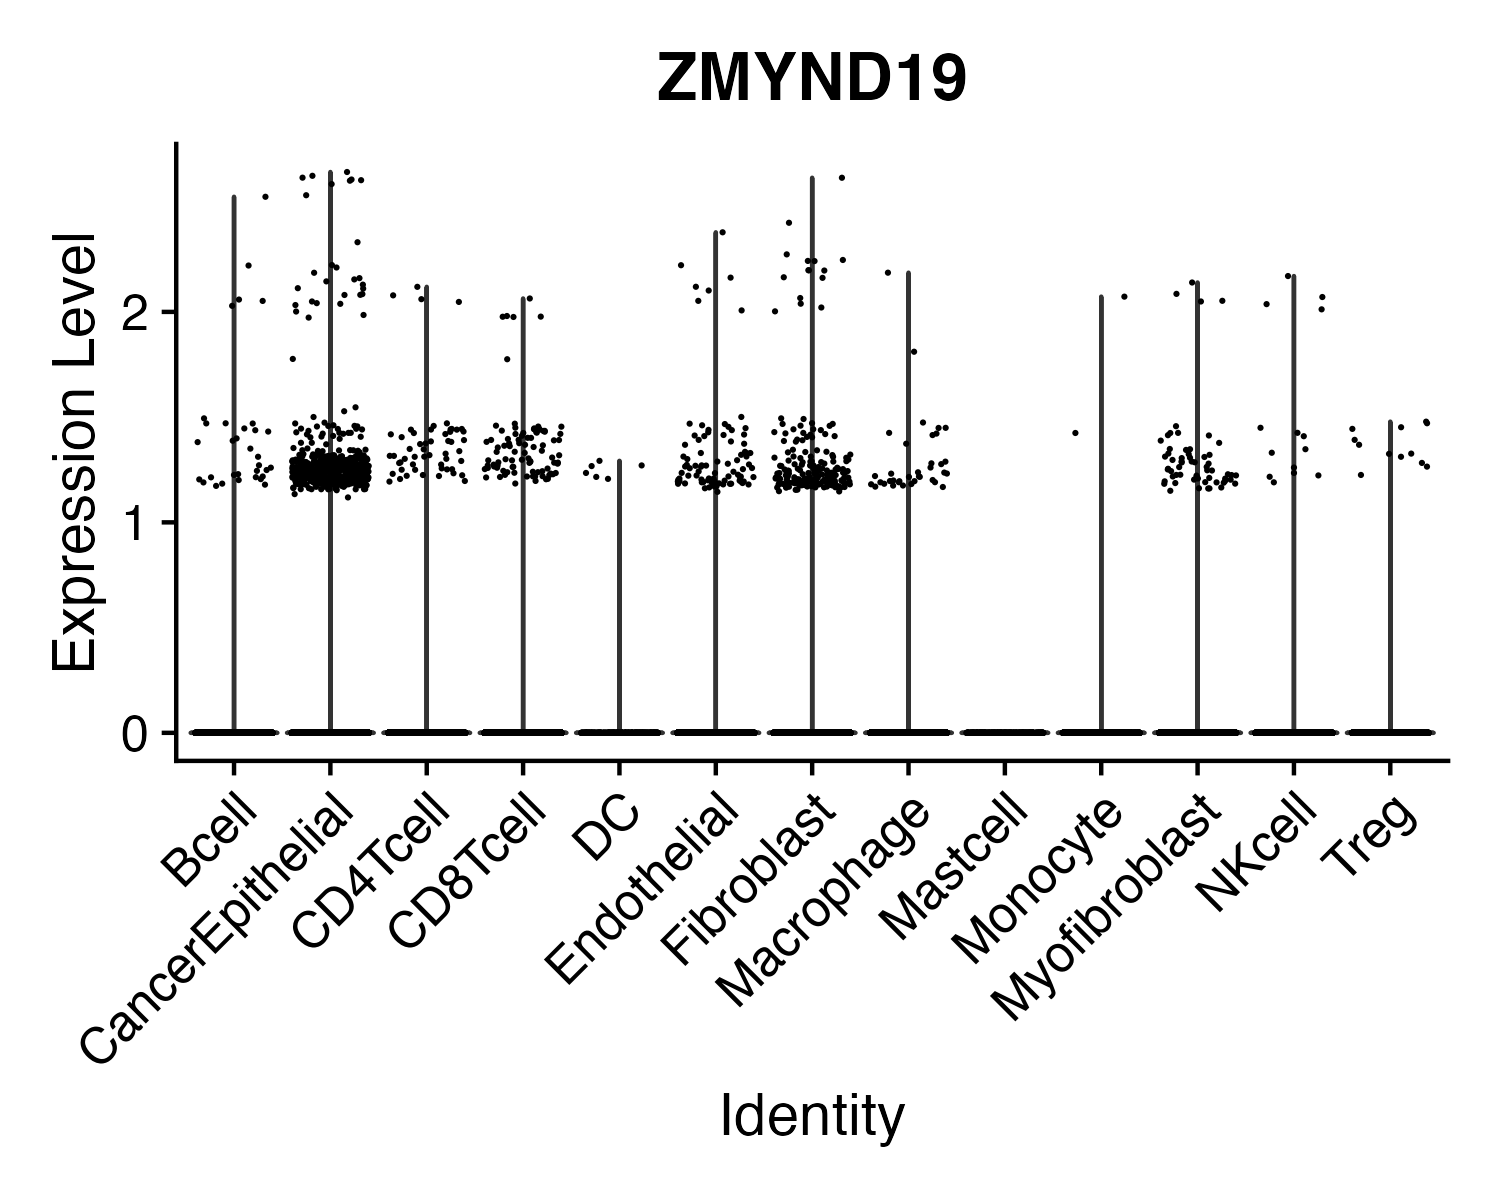 ZMYND19
Expression Level
2
1
0
Bcell
CancerEpithelial
CD4Tcell
CD8Tcell
DC
Endothelial
Fibroblast
Macrophage
Mastcell
Monocyte
Myofibroblast
NKcell
Treg
Identity